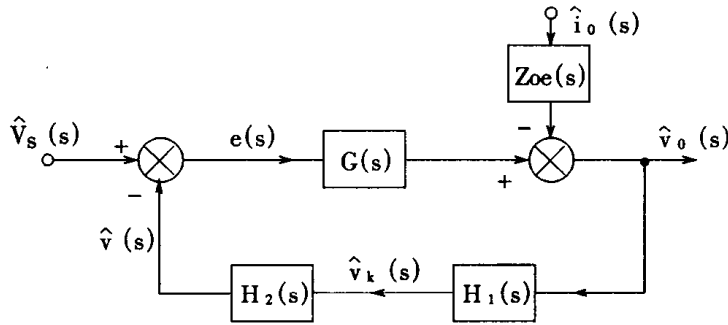 î₀(s)
Zoe(s)
−
V̂s(s)
+
e(s)
G(s)
+
v̂₀(s)
−
v̂(s)
H₂(s)
v̂ₖ(s)
H₁(s)